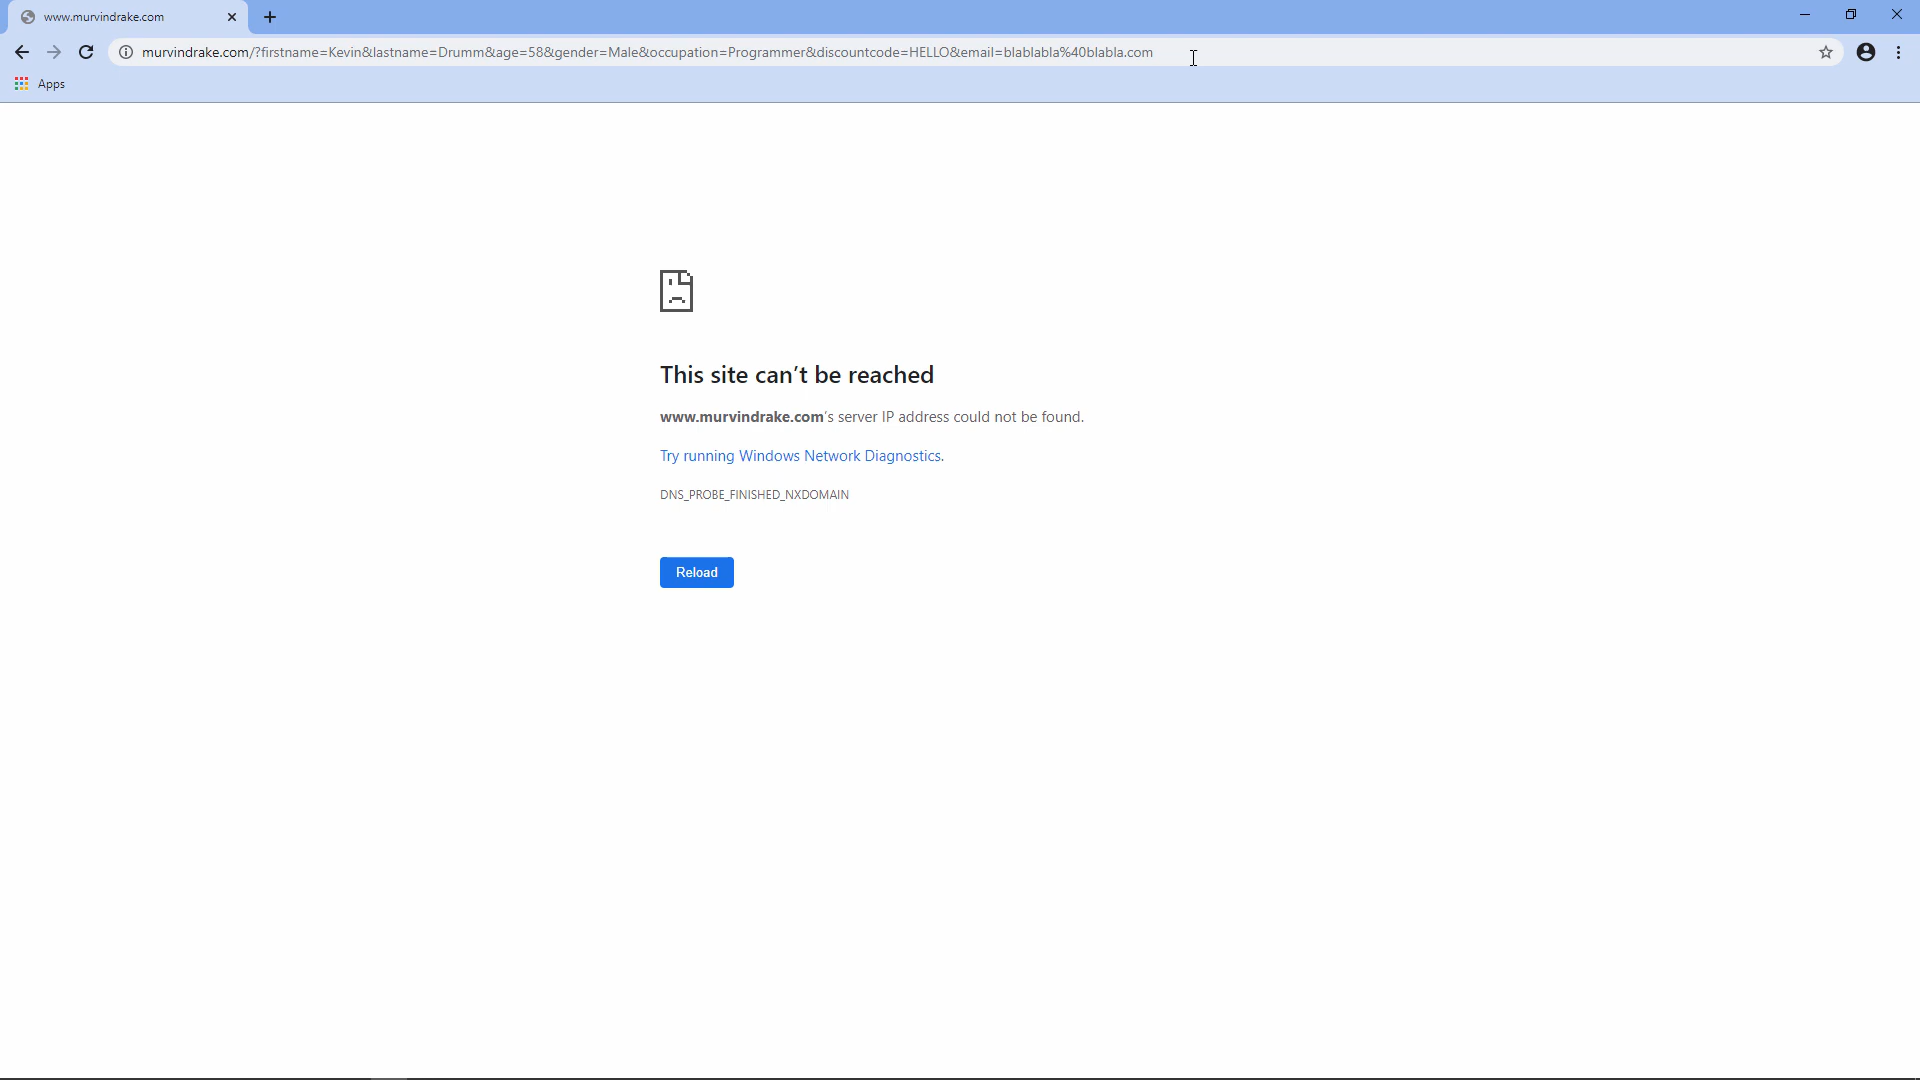 www.murvindrake.com
murvindrake.com/?firstname=Kevin&lastname=Drumm&age=58&gender=Male&occupation=Programmer&discountcode=HELLO&email=blablabla%40blabla.com
Apps
This site can’t be reached
www.murvindrake.com’s server IP address could not be found.
Try running Windows Network Diagnostics.
DNS_PROBE_FINISHED_NXDOMAIN
Reload